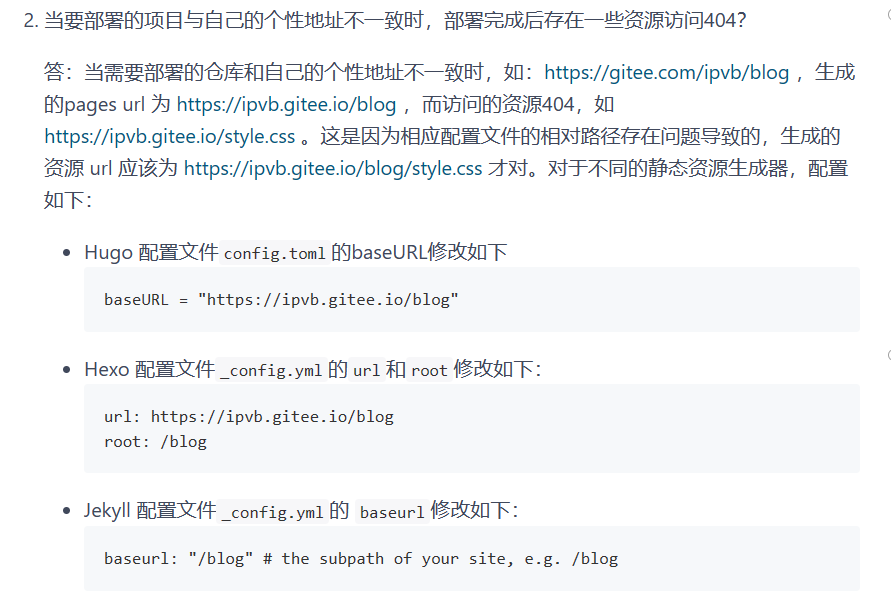 2. 当要部署的项目与自己的个性地址不一致时，部署完成后存在一些资源访问404？
答：当需要部署的仓库和自己的个性地址不一致时，如：https://gitee.com/ipvb/blog ，生成
的pages url 为 https://ipvb.gitee.io/blog ，而访问的资源404，如
https://ipvb.gitee.io/style.css 。这是因为相应配置文件的相对路径存在问题导致的，生成的
资源 url 应该为 https://ipvb.gitee.io/blog/style.css 才对。对于不同的静态资源生成器，配置
如下：
• Hugo 配置文件 config.toml 的baseURL修改如下
baseURL = "https://ipvb.gitee.io/blog"
• Hexo 配置文件 _config.yml 的 url 和 root 修改如下：
url: https://ipvb.gitee.io/blog
root: /blog
• Jekyll 配置文件 _config.yml 的 baseurl 修改如下：
baseurl: "/blog" # the subpath of your site, e.g. /blog